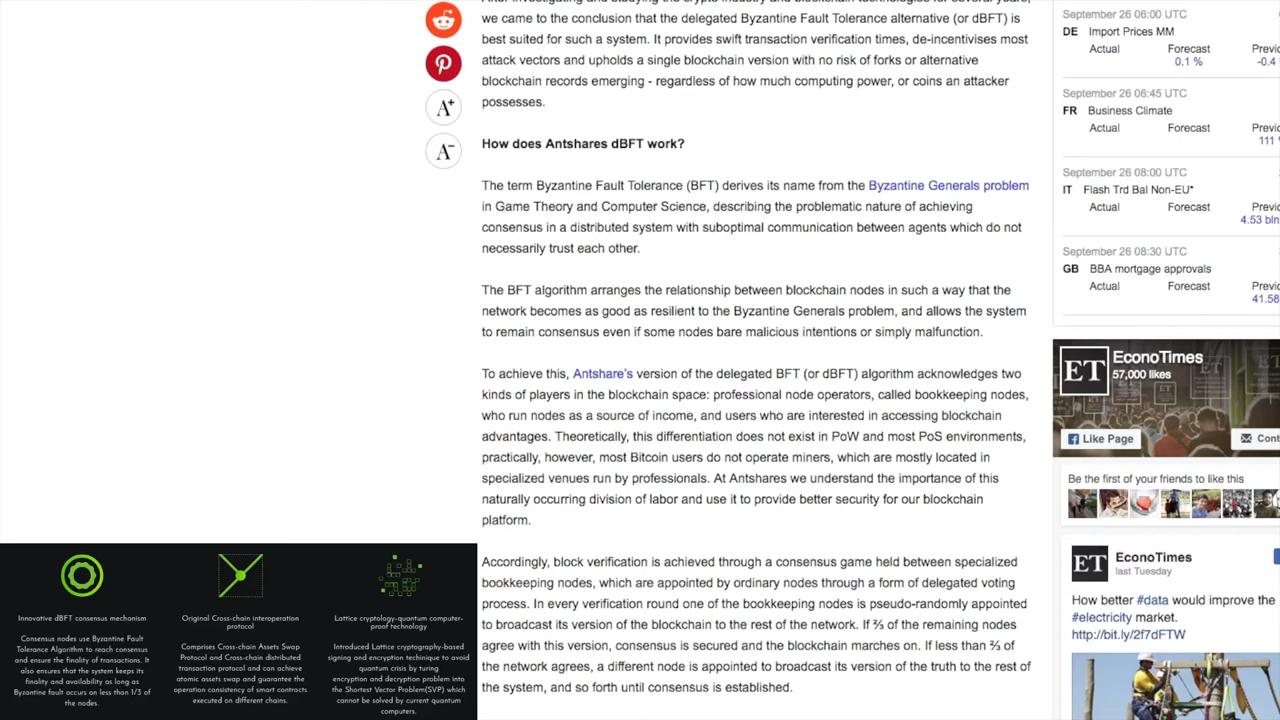 After investigating and studying the crypto industry and blockchain technologies for several years,
we came to the conclusion that the delegated Byzantine Fault Tolerance alternative (or dBFT) is
best suited for such a system. It provides swift transaction verification times, de-incentivises most
attack vectors and upholds a single blockchain version with no risk of forks or alternative
blockchain records emerging - regardless of how much computing power, or coins an attacker
possesses.
A+
A-
How does Antshares dBFT work?
The term Byzantine Fault Tolerance (BFT) derives its name from the Byzantine Generals problem
in Game Theory and Computer Science, describing the problematic nature of achieving
consensus in a distributed system with suboptimal communication between agents which do not
necessarily trust each other.
The BFT algorithm arranges the relationship between blockchain nodes in such a way that the
network becomes as good as resilient to the Byzantine Generals problem, and allows the system
to remain consensus even if some nodes bare malicious intentions or simply malfunction.
To achieve this, Antshare's version of the delegated BFT (or dBFT) algorithm acknowledges two
kinds of players in the blockchain space: professional node operators, called bookkeeping nodes,
who run nodes as a source of income, and users who are interested in accessing blockchain
advantages. Theoretically, this differentiation does not exist in PoW and most PoS environments,
practically, however, most Bitcoin users do not operate miners, which are mostly located in
specialized venues run by professionals. At Antshares we understand the importance of this
naturally occurring division of labor and use it to provide better security for our blockchain
platform.
Accordingly, block verification is achieved through a consensus game held between specialized
bookkeeping nodes, which are appointed by ordinary nodes through a form of delegated voting
process. In every verification round one of the bookkeeping nodes is pseudo-randomly appointed
to broadcast its version of the blockchain to the rest of the network. If ⅔ of the remaining nodes
agree with this version, consensus is secured and the blockchain marches on. If less than ⅔ of
the network agrees, a different node is appointed to broadcast its version of the truth to the rest of
the system, and so forth until consensus is established.
Innovative dBFT consensus mechanism
Consensus nodes use Byzantine Fault
Tolerance Algorithm to reach consensus
and ensure the finality of transactions. It
also ensures that the system keeps its
finality and availability as long as
Byzantine fault occurs on less than 1/3 of
the nodes.
Original Cross-chain interoperation
protocol
Comprises Cross-chain Assets Swap
Protocol and Cross-chain distributed
transaction protocol and can achieve
atomic assets swap and guarantee the
operation consistency of smart contracts
executed on different chains.
Lattice cryptology-quantum computer-
proof technology
Introduced Lattice cryptography-based
signing and encryption techinique to avoid
quantum crisis by turing
encryption and decryption problem into
the Shortest Vector Problem(SVP) which
cannot be solved by current quantum
computers.
September 26 06:00 UTC
DE Import Prices MM
Actual Forecast Previo
0.1 % -0.4
September 26 06:45 UTC
FR Business Climate
Actual Forecast Previo
111
September 26 08:00 UTC
IT Flash Trd Bal Non-EU*
Actual Forecast Previo
4.53 bln
September 26 08:30 UTC
GB BBA mortgage approvals
Actual Forecast Previo
41.58
ET
EconoTimes
57,000 likes
Like Page
Cont
Be the first of your friends to like this
ET
EconoTimes
last Tuesday
How better #data would improve the
#electricity market.
http://bit.ly/2f7dFTW